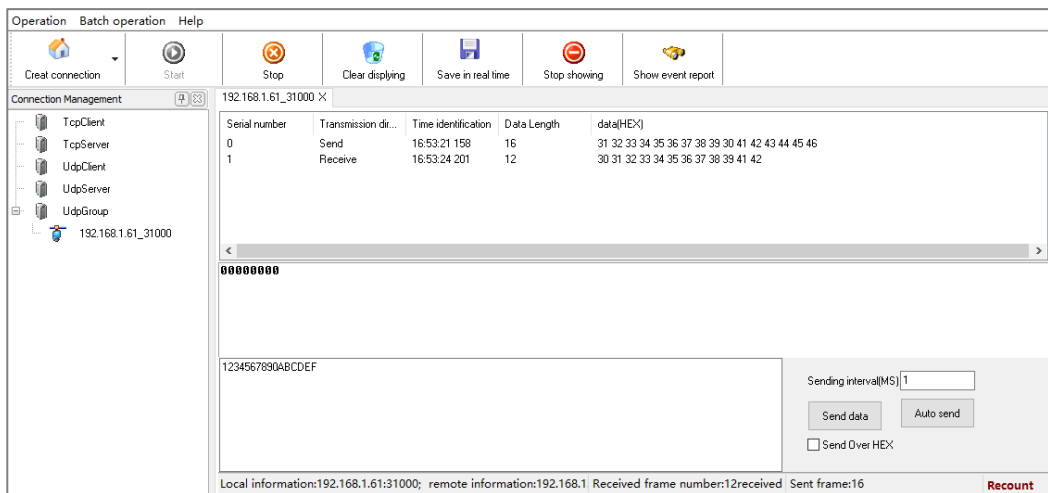 Operation Batch operation Help
Creat connection Start Stop Clear displying Save in real time Stop showing Show event report
Connection Management
192.168.1.61_31000 X
TcpClient
TcpServer
UdpClient
UdpServer
UdpGroup
192.168.1.61_31000
Serial number Transmission dir... Time identification Data Length data(HEX)
0 Send 16:53:21 158 16 31 32 33 34 35 36 37 38 39 30 41 42 43 44 45 46
1 Receive 16:53:24 201 12 30 31 32 33 34 35 36 37 38 39 41 42
00000000
1234567890ABCDEF
Sending interval(MS) 1
Send data Auto send
Send Over HEX
Local information:192.168.1.61:31000; remote information:192.168.1 Received frame number:12received Sent frame:16 Recount